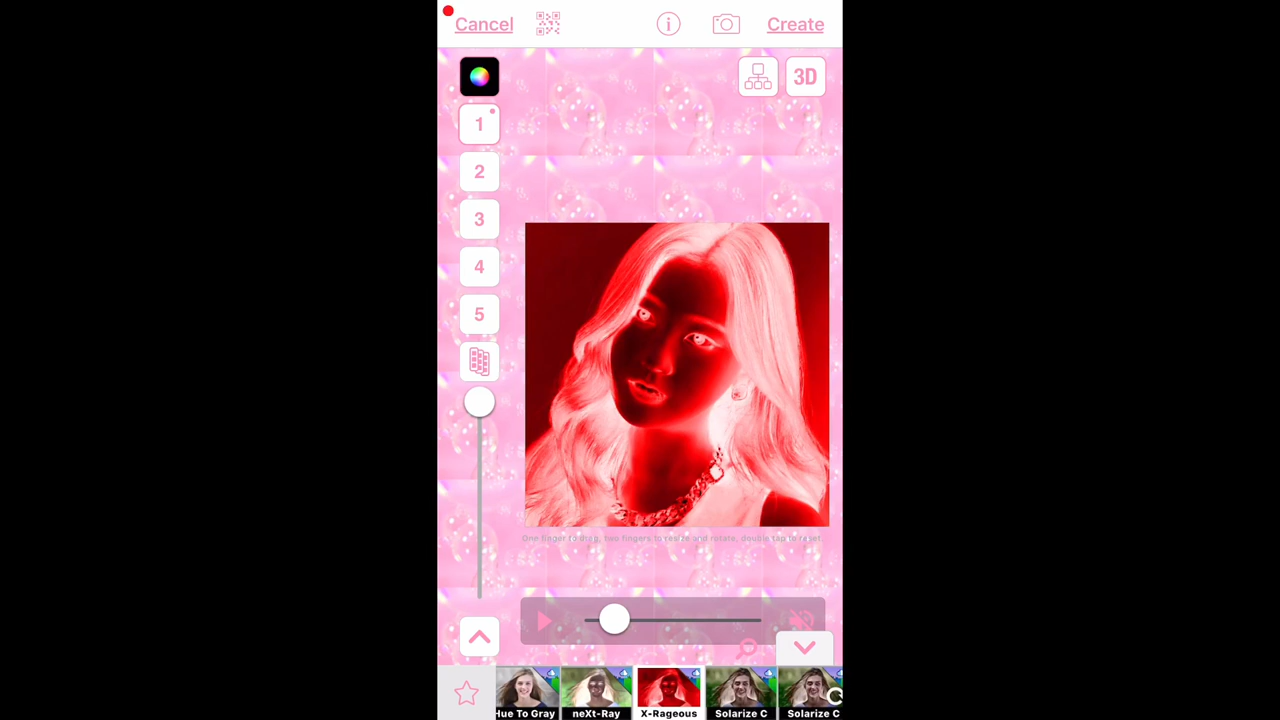 Cancel
Create
3D
1
2
3
4
5
One finger to drag, two fingers to resize and rotate, double tap to reset.
Hue To Gray
neXt-Ray
X-Rageous
Solarize C
Solarize C